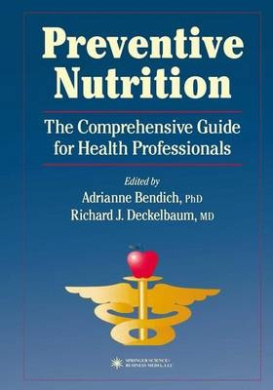 Preventive
Nutrition
The Comprehensive Guide
for Health Professionals
Edited by
Adrianne Bendich, PhD
Richard J. Deckelbaum, MD
SPRINGER SCIENCE+
BUSINESS MEDIA, LLC